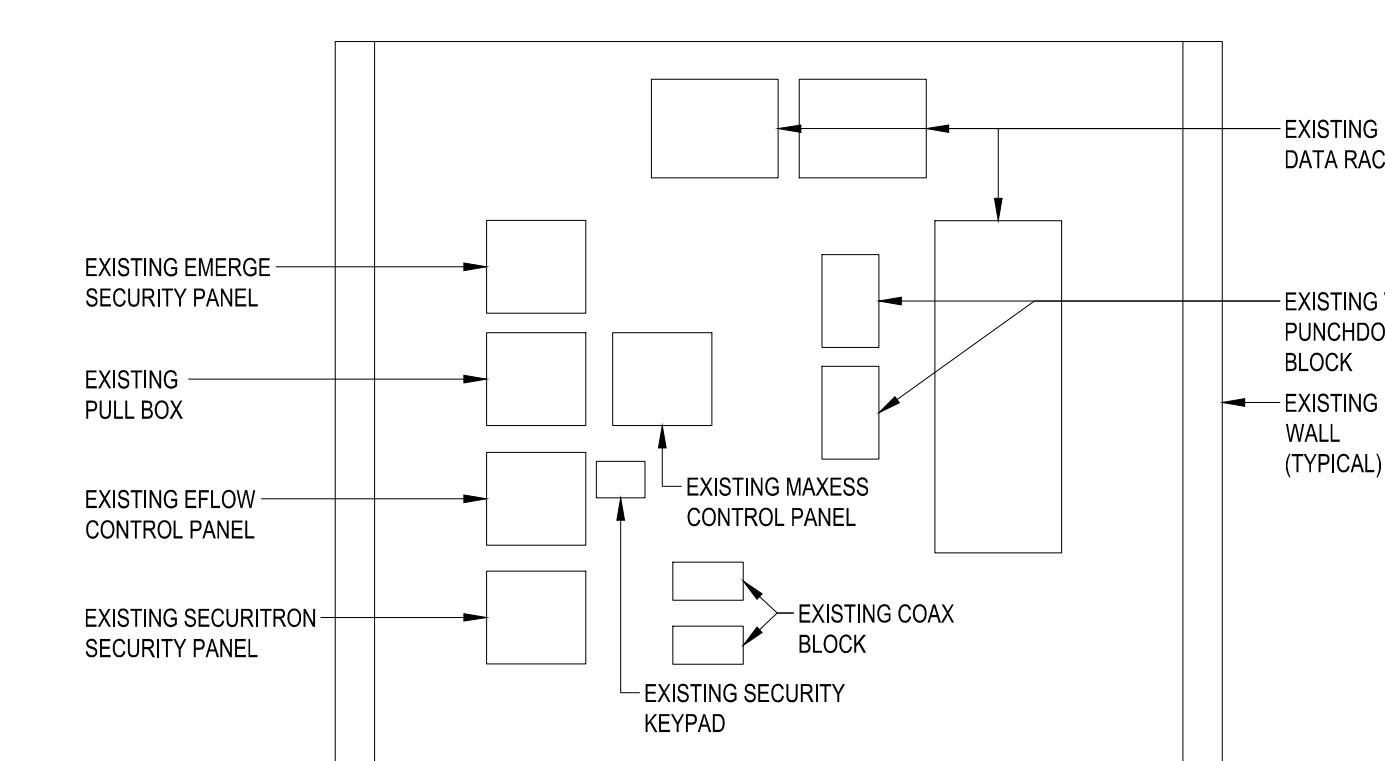 EXISTING
DATA
EXISTING EMERGE
SECURITY PANEL
EXISTING
PUNCHDO
BLOCK
EXISTING
PULL BOX
EXISTING
WALL
(TYPICAL)
EXISTING MAXESS
CONTROL PANEL
EXISTING EFLOW
CONTROL PANEL
EXISTING COAX
BLOCK
EXISTING SECURITRON
SECURITY PANEL
EXISTING SECURITY
KEYPAD